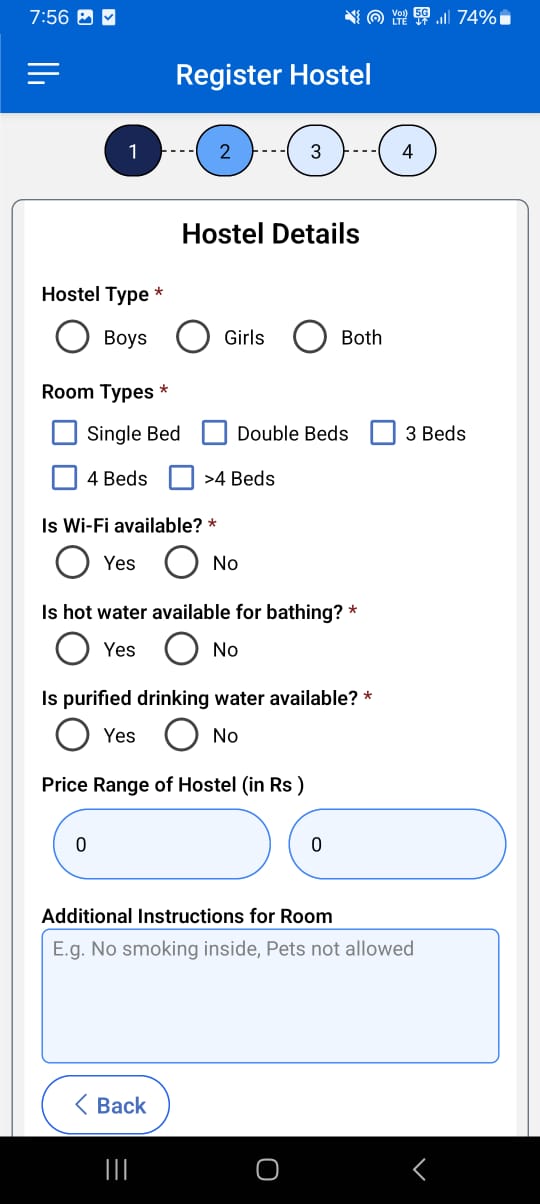 7:56 Vo)) LTE 5G 74%
Register Hostel
1 2 3 4
Hostel Details
Hostel Type *
Boys Girls Both
Room Types *
Single Bed Double Beds 3 Beds
4 Beds >4 Beds
Is Wi-Fi available? *
Yes No
Is hot water available for bathing? *
Yes No
Is purified drinking water available? *
Yes No
Price Range of Hostel (in Rs )
0 0
Additional Instructions for Room
E.g. No smoking inside, Pets not allowed
Back